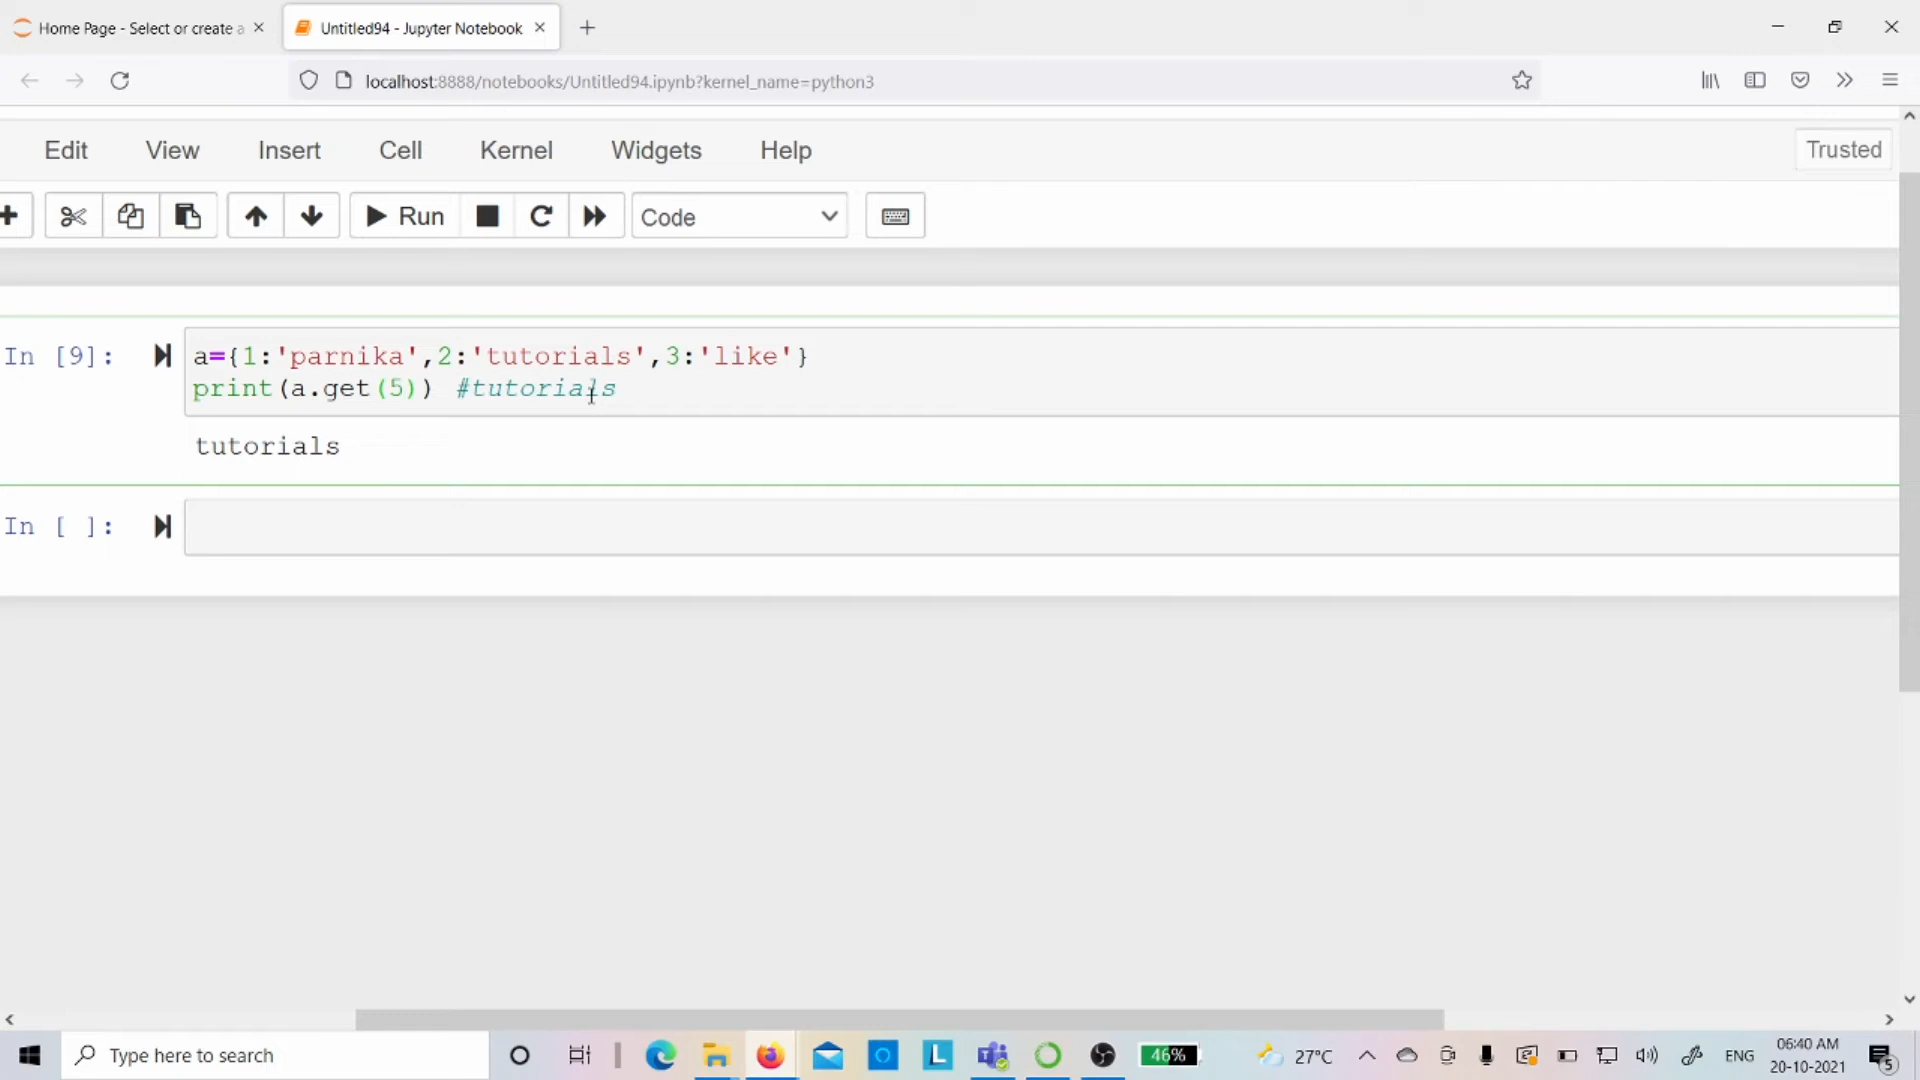 Home Page - Select or create a
Untitled94 - Jupyter Notebook
localhost:8888/notebooks/Untitled94.ipynb?kernel_name=python3
Edit View Insert Cell Kernel Widgets Help
Trusted
Run
Code
In [9]:
a={1:'parnika',2:'tutorials',3:'like'}
print(a.get(5)) #tutorials
tutorials
In [ ]:
Type here to search
L
46%
27°C
ENG
06:40 AM
20-10-2021
5